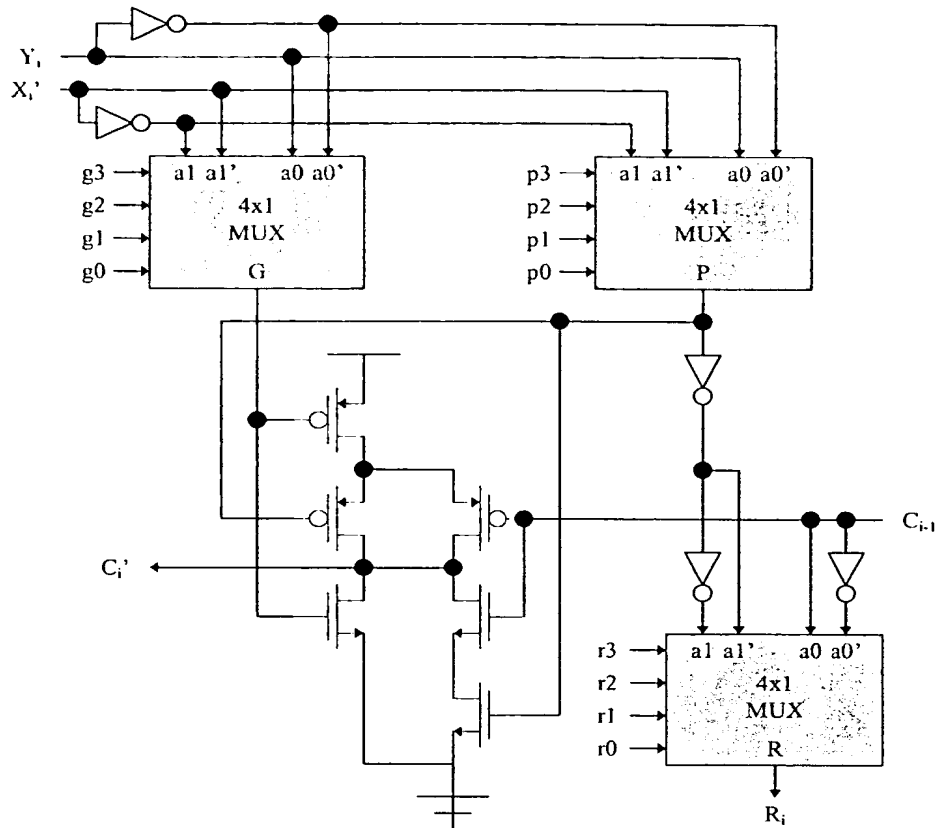 Yi
Xi'
a1 a1' a0 a0'
g3
g2
g1
g0
4x1
MUX
G
a1 a1' a0 a0'
p3
p2
p1
p0
4x1
MUX
P
Ci-1
Ci'
a1 a1' a0 a0'
r3
r2
r1
r0
4x1
MUX
R
Ri